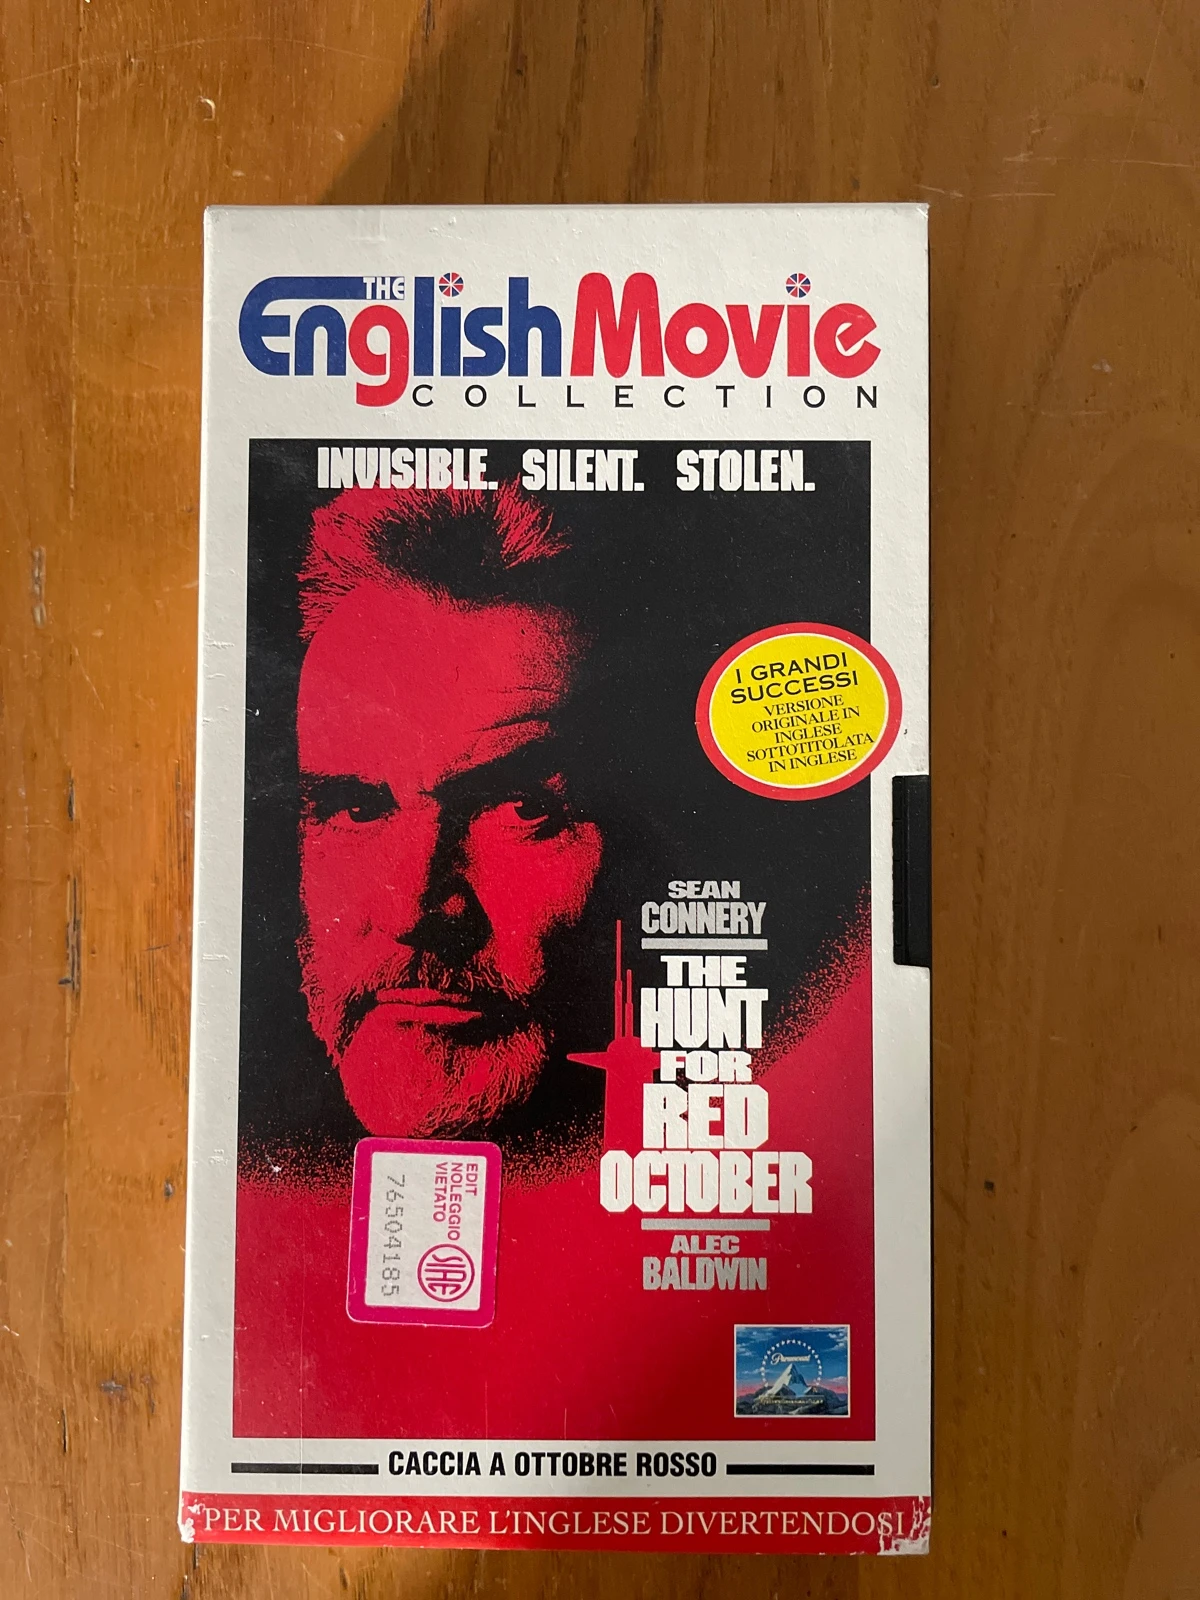 THE
English Movie
COLLECTION
INVISIBLE. SILENT. STOLEN.
I GRANDI
SUCCESSI
VERSIONE
ORIGINALE IN
INGLESE
SOTTOTITOLATA
IN INGLESE
SEAN
CONNERY
THE
HUNT
FOR
RED
OCTOBER
ALEC
BALDWIN
EDIT
NOLEGGIO
VIETATO
SIAE
76504185
Paramount
CACCIA A OTTOBRE ROSSO
PER MIGLIORARE L'INGLESE DIVERTENDOSI